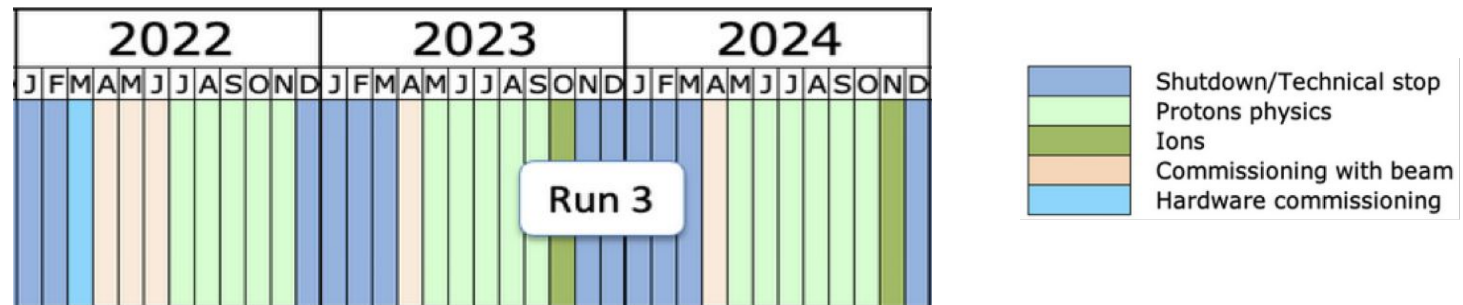 2022 2023 2024
J F M A M J J A S O N D J F M A M J J A S O N D J F M A M J J A S O N D
Run 3
Shutdown/Technical stop
Protons physics
Ions
Commissioning with beam
Hardware commissioning